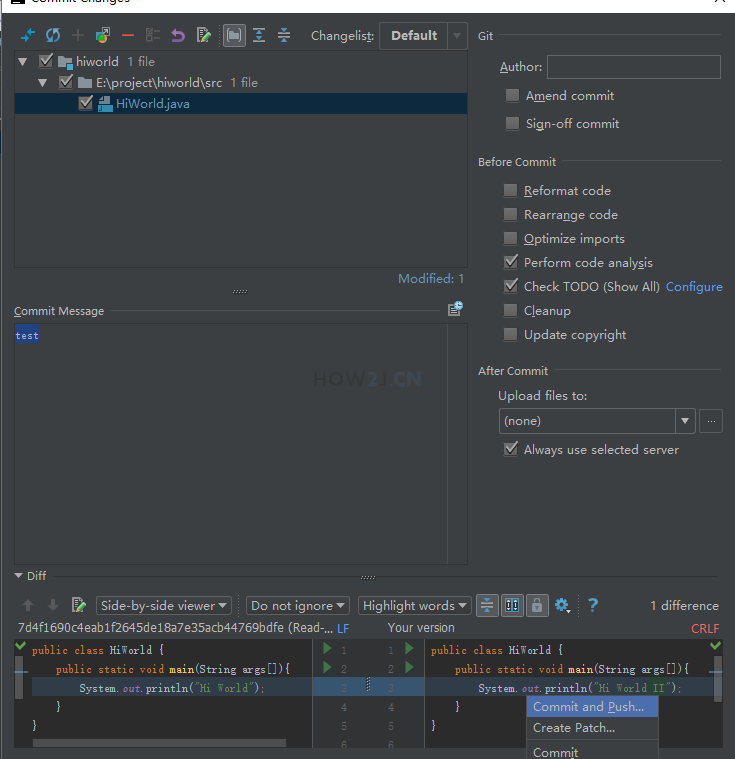 Commit Changes
Changelist: Default
hiworld 1 file
E:\project\hiworld\src 1 file
HiWorld.java
Modified: 1
Commit Message
test
HOW2J.CN
Git
Author:
Amend commit
Sign-off commit
Before Commit
Reformat code
Rearrange code
Optimize imports
Perform code analysis
Check TODO (Show All) Configure
Cleanup
Update copyright
After Commit
Upload files to:
(none) ...
Always use selected server
Diff
Side-by-side viewer Do not ignore Highlight words ? 1 difference
7d4f1690c4eab1f2645de18a7e35acb44769bdfe (Read-... LF Your version CRLF
public class HiWorld { 1 1 public class HiWorld {
public static void main(String args[]){ 2 2 public static void main(String args[]){
System.out.println("Hi World"); 3 3 System.out.println("Hi World II");
} 4 4 }
} 5 5 }
6 6
Commit and Push...
Create Patch...
Commit